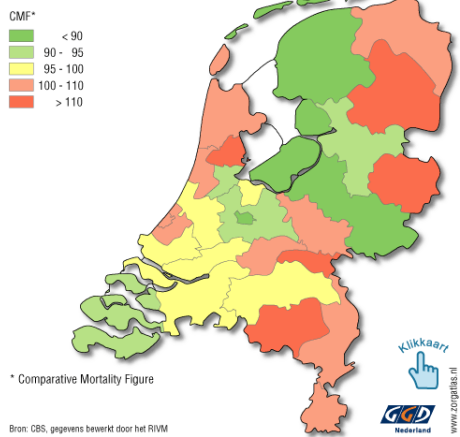 CMF*
< 90
90 - 95
95 - 100
100 - 110
> 110
* Comparative Mortality Figure
Bron: CBS, gegevens bewerkt door het RIVM
Klikkaart
www.zorgatlas.nl
GGD
Nederland